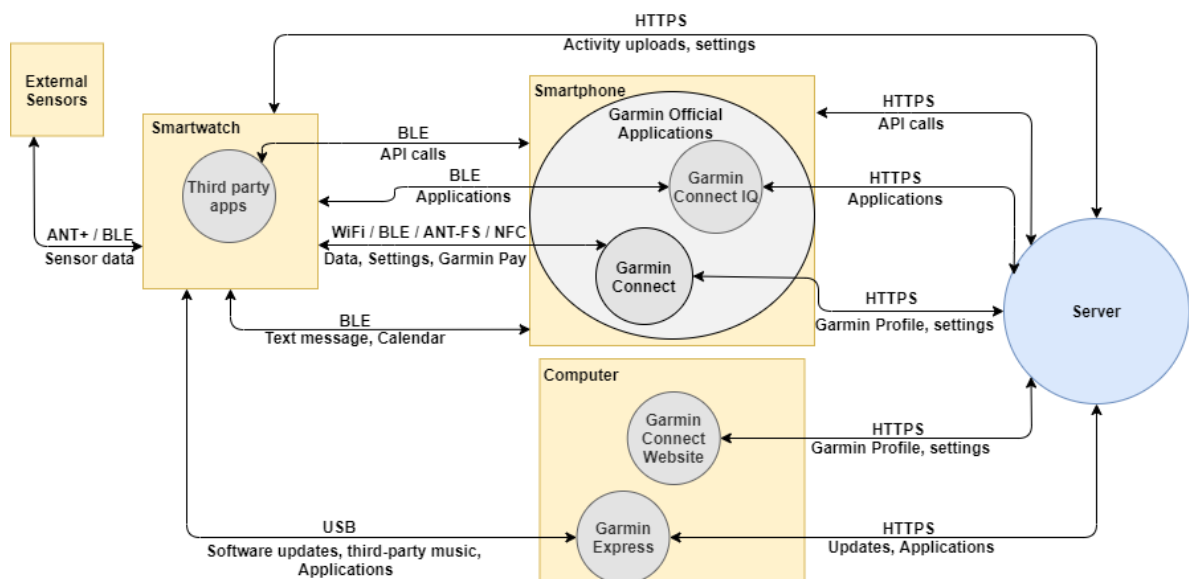 HTTPS
Activity uploads, settings
External
Sensors
Smartphone
Garmin Official
Applications
HTTPS
API calls
Smartwatch
BLE
API calls
Third party
apps
BLE
Applications
Garmin
Connect IQ
HTTPS
Applications
ANT+ / BLE
Sensor data
WiFi / BLE / ANT-FS / NFC
Data, Settings, Garmin Pay
Garmin
Connect
HTTPS
Garmin Profile, settings
Server
BLE
Text message, Calendar
Computer
Garmin
Connect
Website
HTTPS
Garmin Profile, settings
USB
Software updates, third-party music,
Applications
Garmin
Express
HTTPS
Updates, Applications